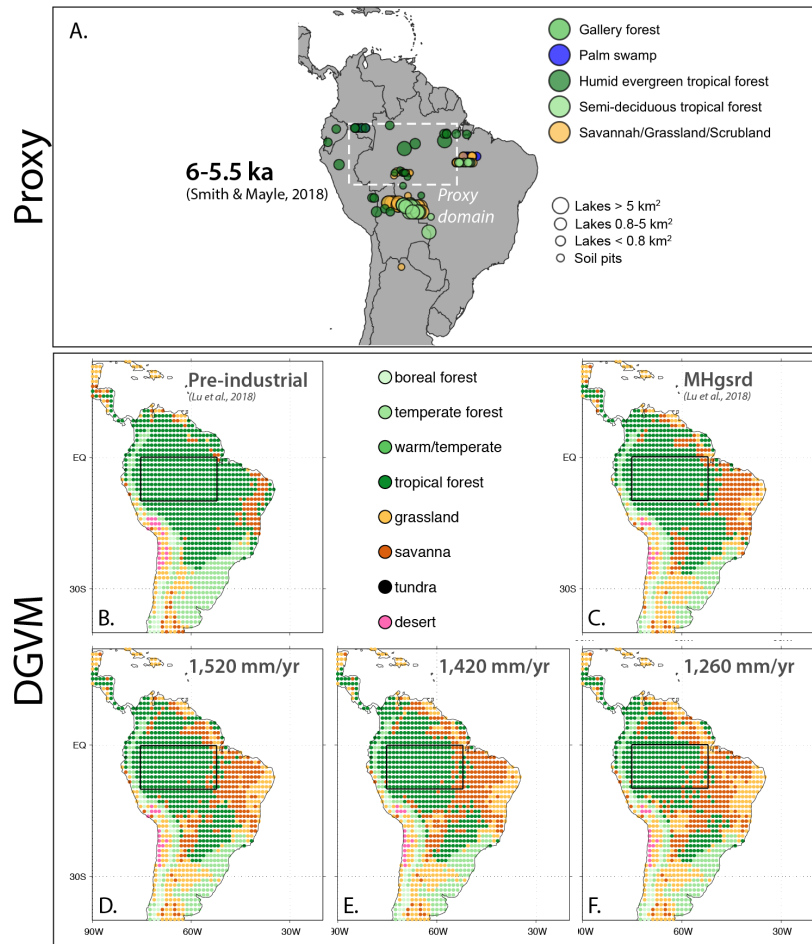 Proxy
A.
Gallery forest
Palm swamp
Humid evergreen tropical forest
Semi-deciduous tropical forest
Savannah/Grassland/Scrubland
6-5.5 ka
(Smith & Mayle, 2018)
Proxy
domain
Lakes > 5 km²
Lakes 0.8-5 km²
Lakes < 0.8 km²
Soil pits
DGVM
Pre-industrial
(Lu et al., 2018)
EQ
30S
B.
boreal forest
temperate forest
warm/temperate
tropical forest
grassland
savanna
tundra
desert
MHgsrd
(Lu et al., 2018)
EQ
30S
C.
1,520 mm/yr
EQ
30S
D.
90W
60W
30W
1,420 mm/yr
E.
90W
60W
30W
1,260 mm/yr
EQ
30S
F.
90W
60W
30W